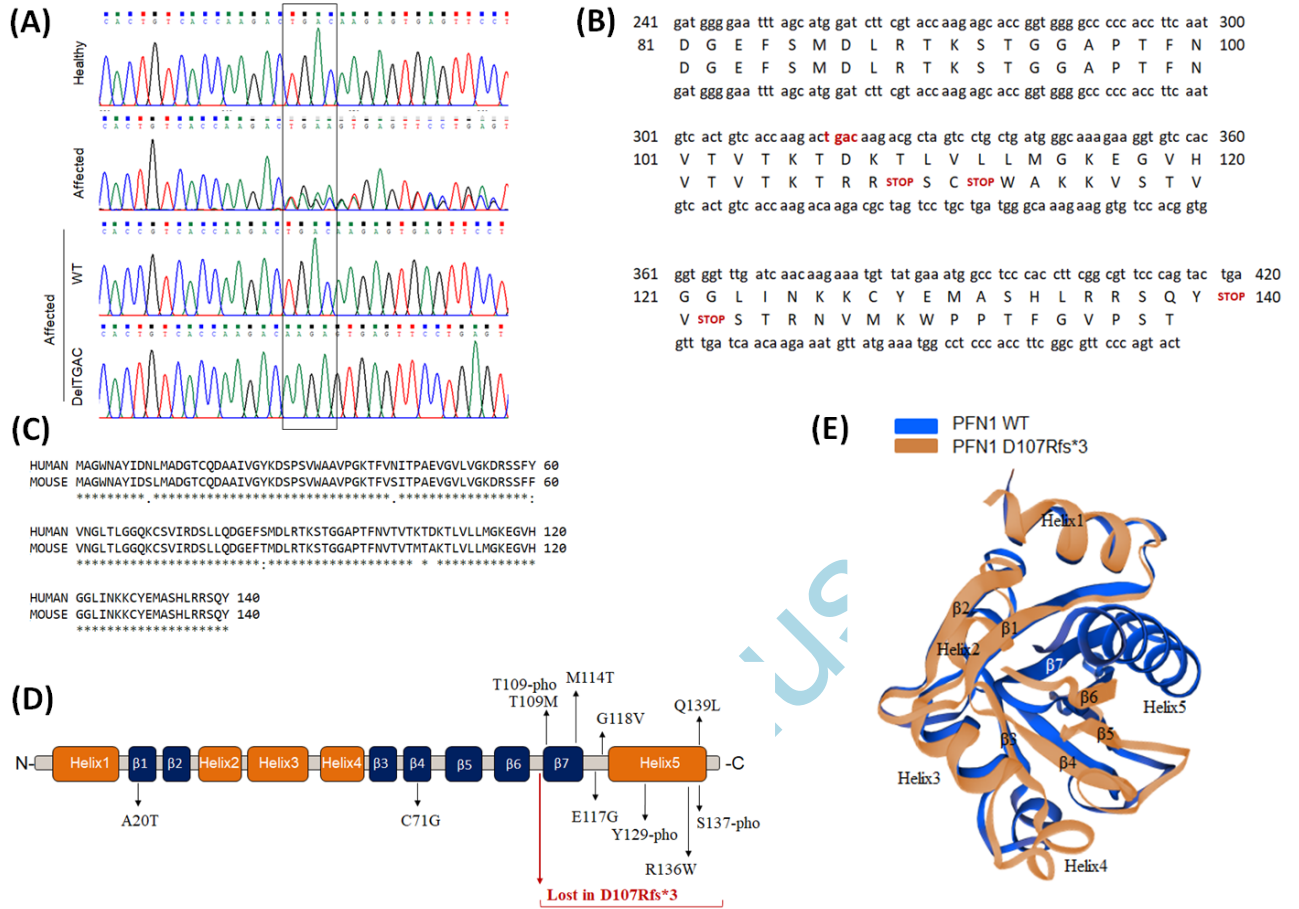 (A)
Healthy
C A C T G T C A C C A A G A C T G A C A A G A G T G A G T T C C T
Affected
C A C T G T C A C C A A G A C T G A A G T G A G T T C C T G A G T
Affected
WT
C A C C G T C A C C A A G A C T G A C A A G A G T G A G T T C C T
DelTGAC
C A C T G T C A C C A A G A C A A G A G T G A G T T C C T G A G T
(B)
241 gat ggg gaa ttt agc atg gat ctt cgt acc aag agc acc ggt ggg gcc ccc acc ttc aat 300
81 D G E F S M D L R T K S T G G A P T F N 100
D G E F S M D L R T K S T G G A P T F N
gat ggg gaa ttt agc atg gat ctt cgt acc aag agc acc ggt ggg gcc ccc acc ttc aat
301 gtc act gtc acc aag act gac aag acg cta gtc ctg ctg atg ggc aaa gaa ggt gtc cac 360
101 V T V T K T D K T L V L L M G K E G V H 120
V T V T K T R R STOP S C STOP W A K K V S T V
gtc act gtc acc aag aca aga cgc tag tcc tgc tga tgg gca aag aag gtg tcc acg gtg
361 ggt ggt ttg atc aac aag aaa tgt tat gaa atg gcc tcc cac ctt cgg cgt tcc cag tac tga 420
121 G G L I N K K C Y E M A S H L R R S Q Y STOP 140
V STOP S T R N V M K W P P T F G V P S T
gtt tga tca aca aga aat gtt atg aaa tgg cct ccc acc ttc ggc gtt ccc agt act
(C)
HUMAN MAGWNAYIDNLMADGTCQDAAIVGYKDSPSVWAAVPGKTFVNITPAEVGVLVGKDRSSFY 60
MOUSE MAGWNAYIDSLMADGTCQDAAIVGYKDSPSVWAAVPGKTFVSITPAEVGVLVGKDRSSFF 60
*********.*******************************.*****************:
HUMAN VNGLTLGGQKCSVIRDSLLQDGEFSMDLRTKSTGGAPTFNVTVTKTDKTLVLLMGKEGVH 120
MOUSE VNGLTLGGQKCSVIRDSLLQDGEFTMDLRTKSTGGAPTFNVTVTMTAKTLVLLMGKEGVH 120
************************:******************* * *************
HUMAN GGLINKKCYEMASHLRRSQY 140
MOUSE GGLINKKCYEMASHLRRSQY 140
********************
(D)
T109-pho
T109M
M114T
G118V
Q139L
N- Helix1 β1 β2 Helix2 Helix3 Helix4 β3 β4 β5 β6 β7 Helix5 -C
A20T
C71G
E117G
Y129-pho
S137-pho
R136W
Lost in D107Rfs*3
(E)
PFN1 WT
PFN1 D107Rfs*3
Helix1
β2
β1
Helix2
β7
β6
Helix5
β3
β5
β4
Helix3
Helix4
us